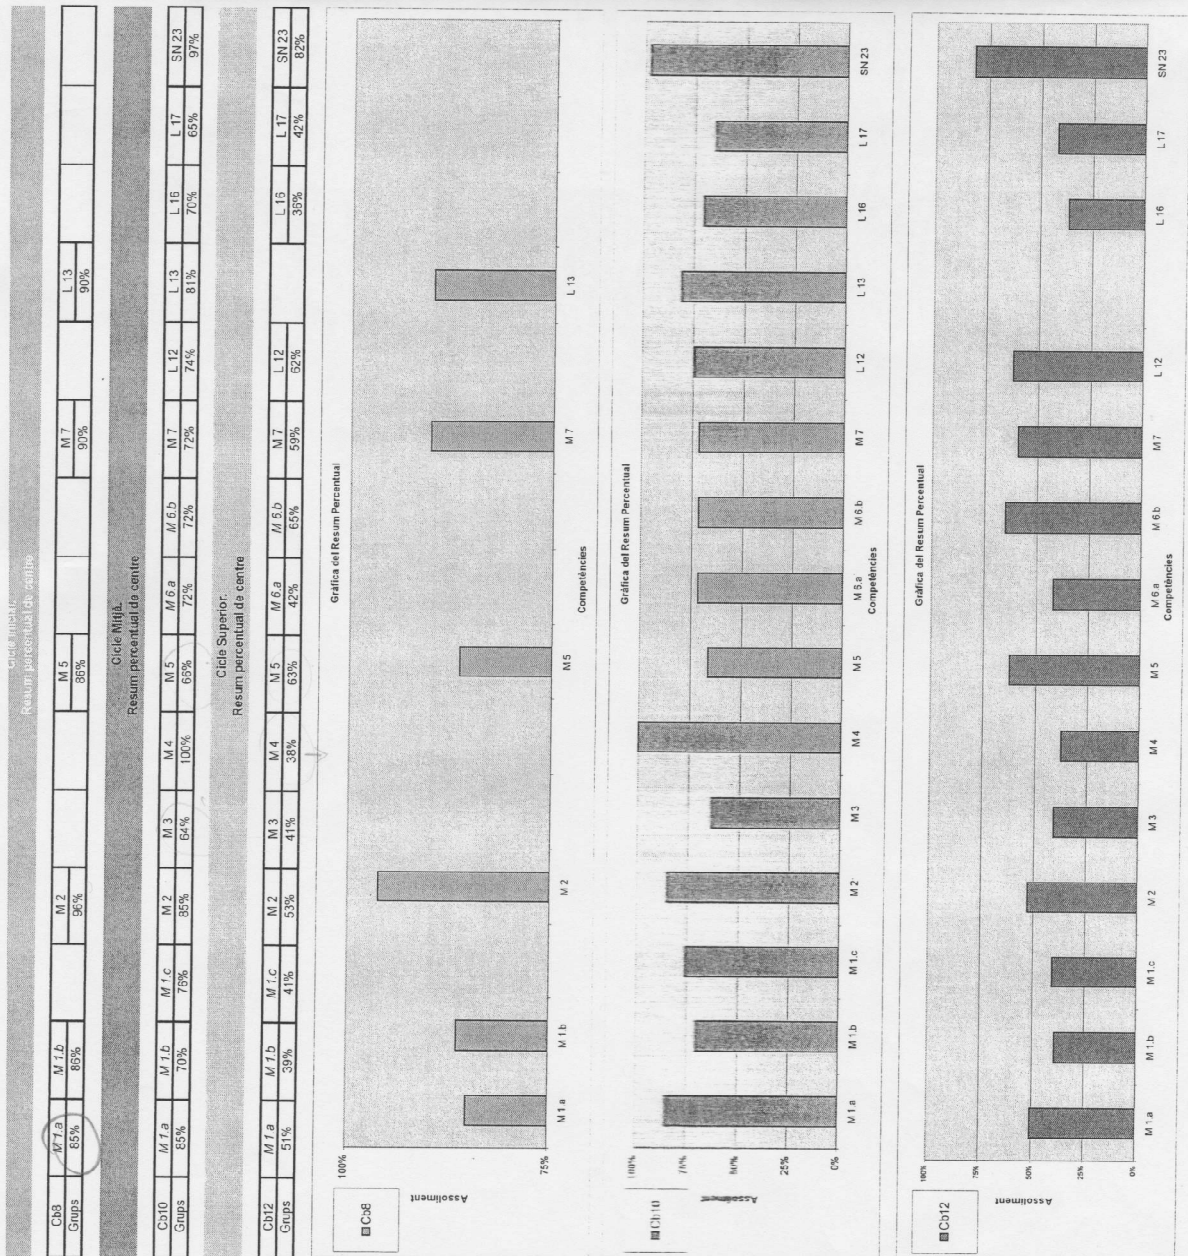 Cicle Inicial.
Resum percentual de centre
Cb8 M 1.a M 1.b M 2 M 5 M 7 L 13
Grups 85% 86% 96% 86% 90% 90%
Cicle Mitjà.
Resum percentual de centre
Cb10 M 1.a M 1.b M 1.c M 2 M 3 M 4 M 5 M 6.a M 6.b M 7 L 12 L 13 L 16 L 17 SN 23
Grups 85% 70% 76% 85% 64% 100% 66% 72% 72% 72% 74% 81% 70% 65% 97%
Cicle Superior.
Resum percentual de centre
Cb12 M 1.a M 1.b M 1.c M 2 M 3 M 4 M 5 M 6.a M 6.b M 7 L 12 L 16 L 17 SN 23
Grups 51% 39% 41% 53% 41% 38% 63% 42% 65% 59% 62% 36% 42% 82%
Gràfica del Resum Percentual
Cb8
Assoliment
100%
75%
M 1.a M 1.b M 2 M 5 M 7 L 13
Competències
Gràfica del Resum Percentual
Cb10
Assoliment
100%
75%
50%
25%
0%
M 1.a M 1.b M 1.c M 2 M 3 M 4 M 5 M 6.a M 6.b M 7 L 12 L 13 L 16 L 17 SN 23
Competències
Gràfica del Resum Percentual
Cb12
Assoliment
100%
75%
50%
25%
0%
M 1.a M 1.b M 1.c M 2 M 3 M 4 M 5 M 6.a M 6.b M 7 L 12 L 16 L 17 SN 23
Competències